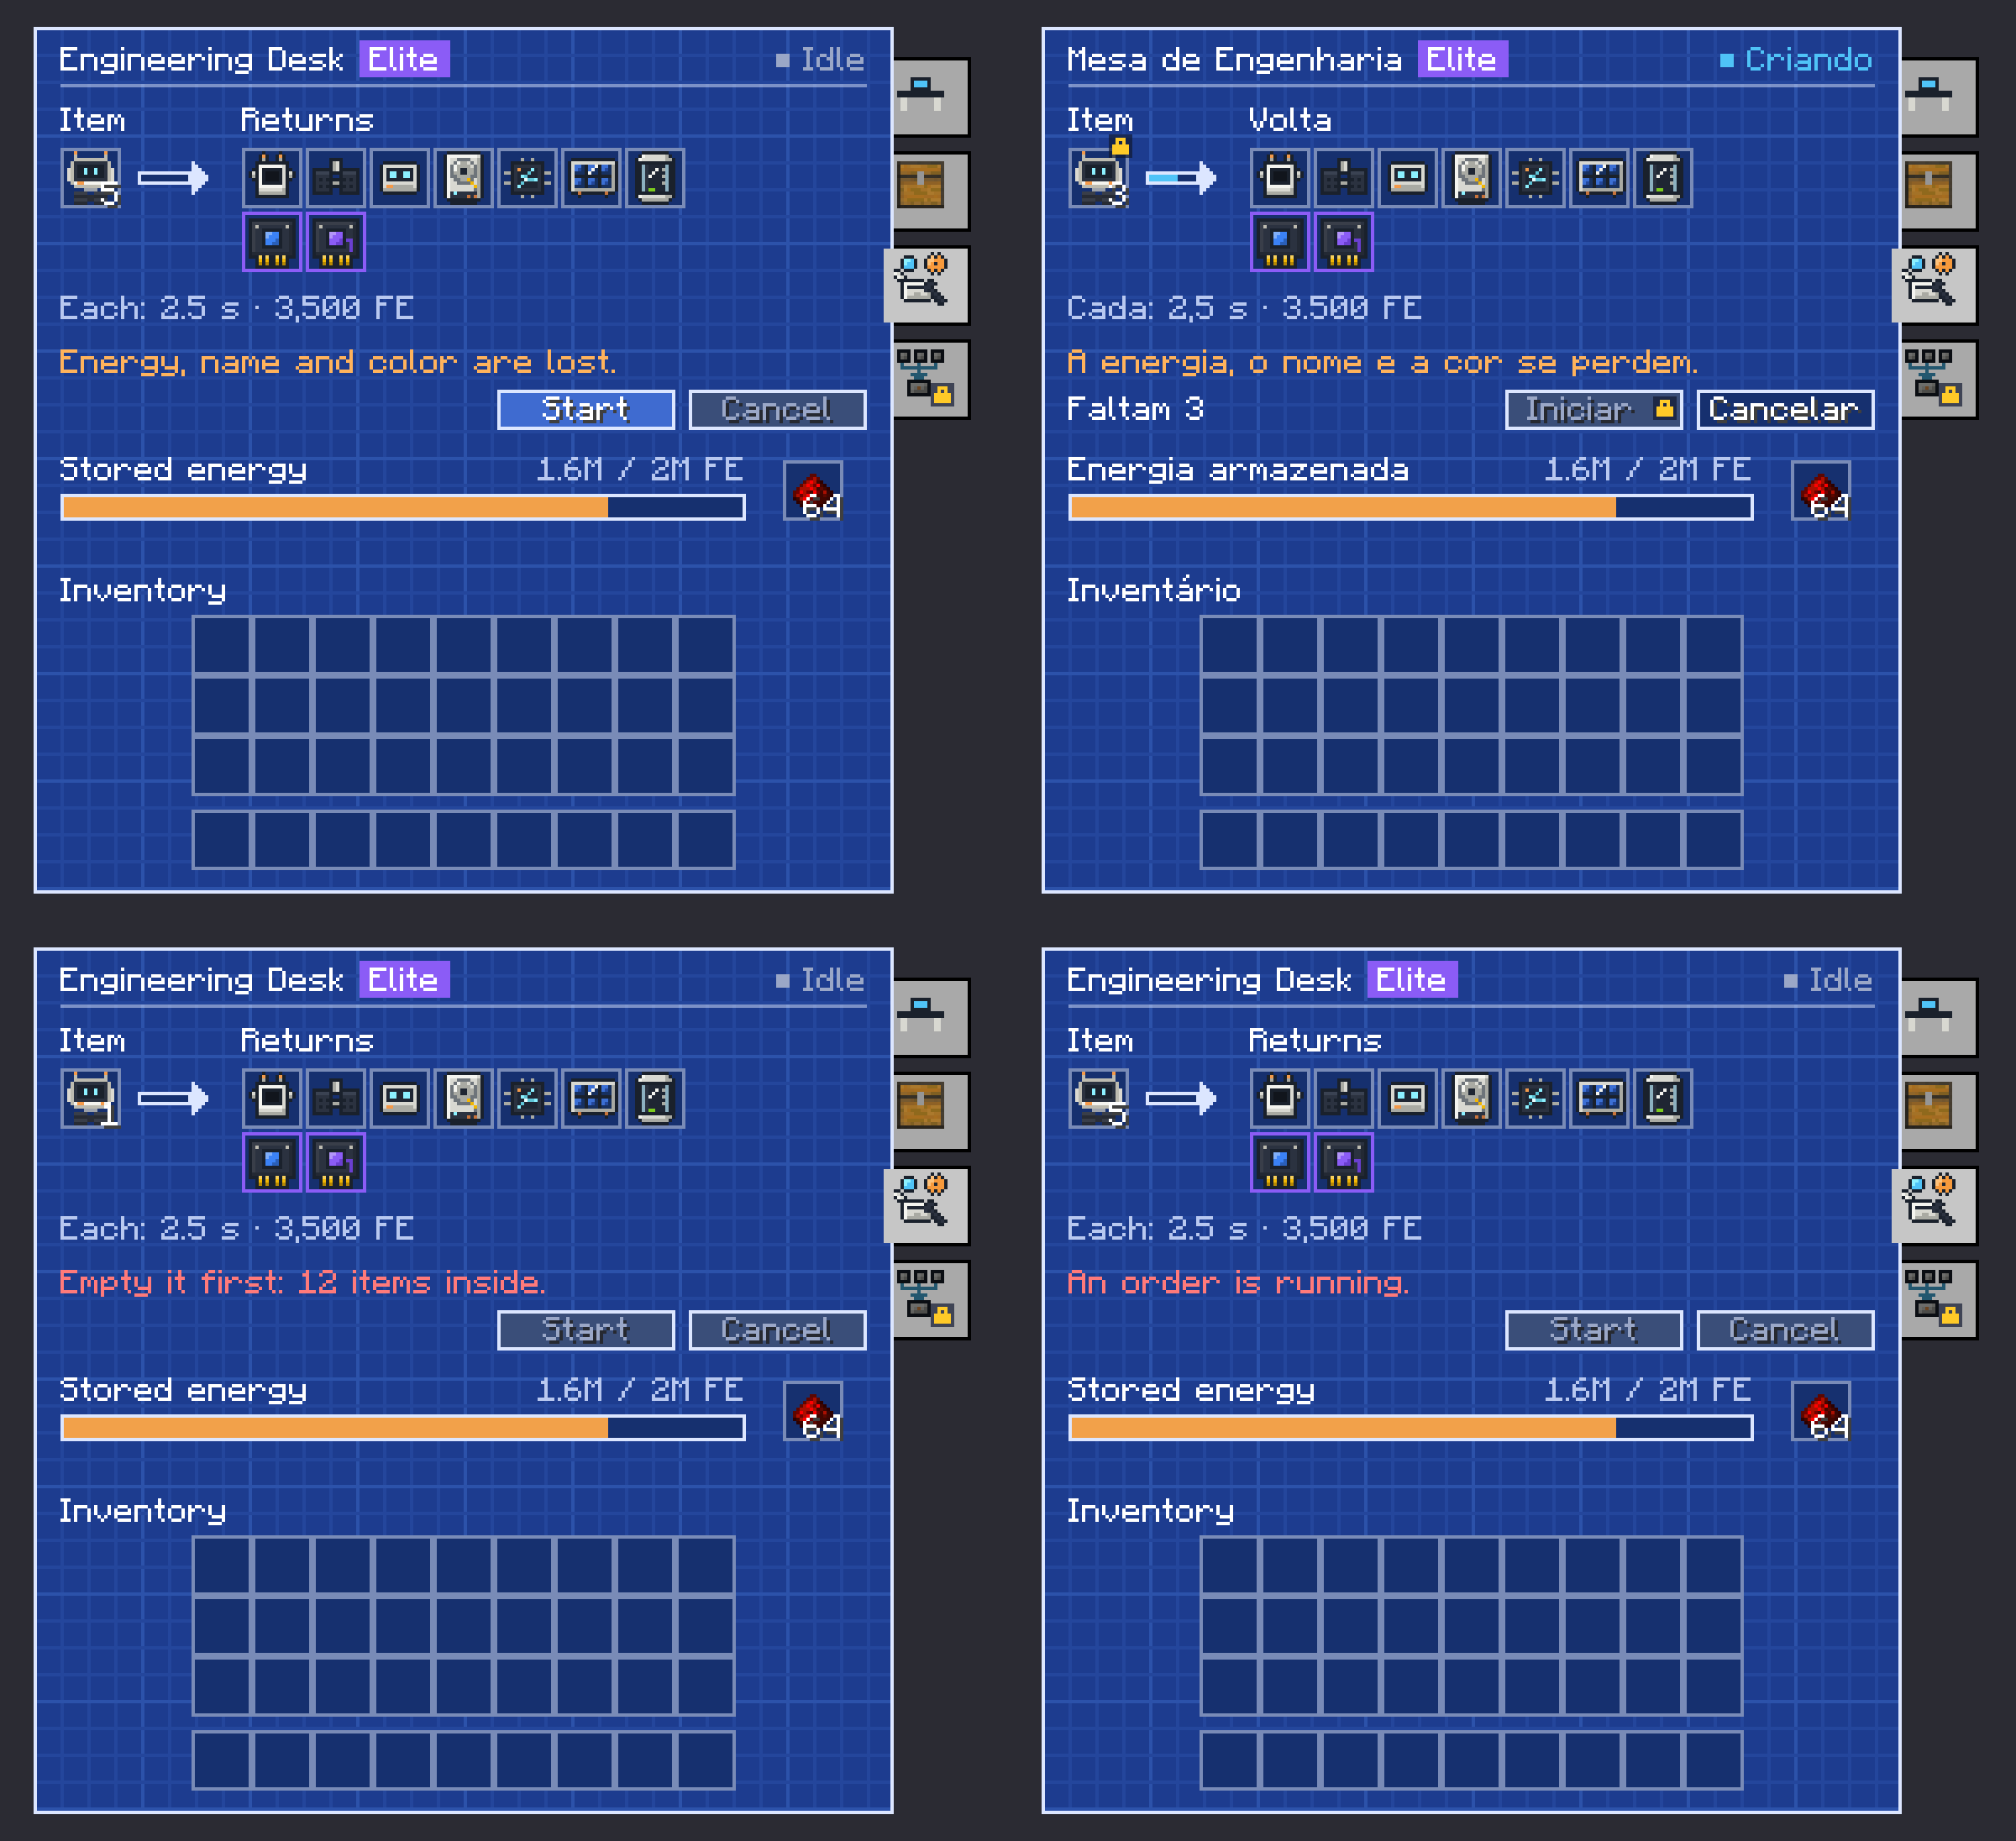 Engineering Desk Elite Idle
Item Returns
5
Each: 2.5 s · 3,500 FE
Energy, name and color are lost.
Start Cancel
Stored energy 1.6M / 2M FE
64
Inventory
Mesa de Engenharia Elite Criando
Item Volta
3
Cada: 2,5 s · 3.500 FE
A energia, o nome e a cor se perdem.
Faltam 3 Iniciar Cancelar
Energia armazenada 1.6M / 2M FE
64
Inventário
Engineering Desk Elite Idle
Item Returns
1
Each: 2.5 s · 3,500 FE
Empty it first: 12 items inside.
Start Cancel
Stored energy 1.6M / 2M FE
64
Inventory
Engineering Desk Elite Idle
Item Returns
5
Each: 2.5 s · 3,500 FE
An order is running.
Start Cancel
Stored energy 1.6M / 2M FE
64
Inventory